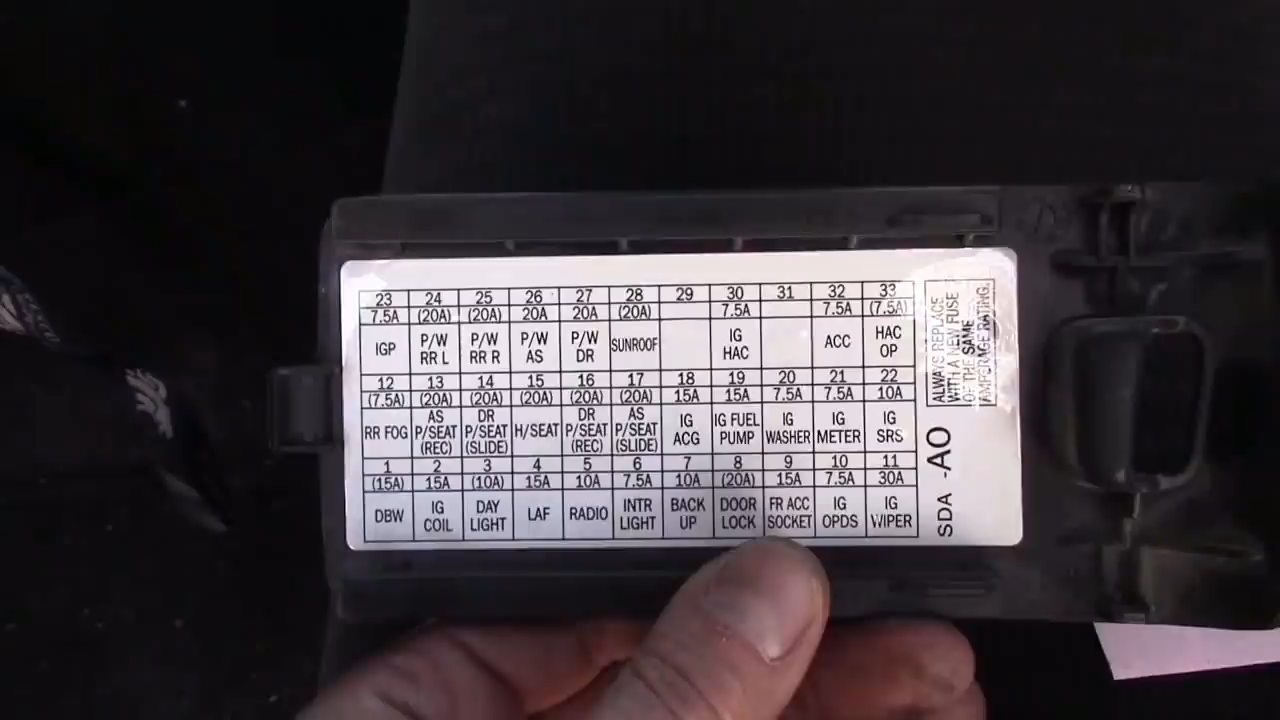 23 24 25 26 27 28 29 30 31 32 33
7.5A (20A) (20A) 20A 20A (20A) 7.5A 7.5A (7.5A)
IGP P/W RR L P/W RR R P/W AS P/W DR SUNROOF IG HAC ACC HAC OP
12 13 14 15 16 17 18 19 20 21 22
(7.5A) (20A) (20A) (20A) (20A) (20A) 15A 15A 7.5A 7.5A 10A
RR FOG AS P/SEAT (REC) DR P/SEAT (SLIDE) H/SEAT DR P/SEAT (REC) AS P/SEAT (SLIDE) IG ACG IG FUEL PUMP IG WASHER IG METER IG SRS
1 2 3 4 5 6 7 8 9 10 11
(15A) 15A (10A) 15A 10A 7.5A 10A (20A) 15A 7.5A 30A
DBW IG COIL DAY LIGHT LAF RADIO INTR LIGHT BACK UP DOOR LOCK FR ACC SOCKET IG OPDS IG WIPER
ALWAYS REPLACE
WITH A NEW FUSE
OF THE SAME
AMPERAGE RATING.
SDA -AO